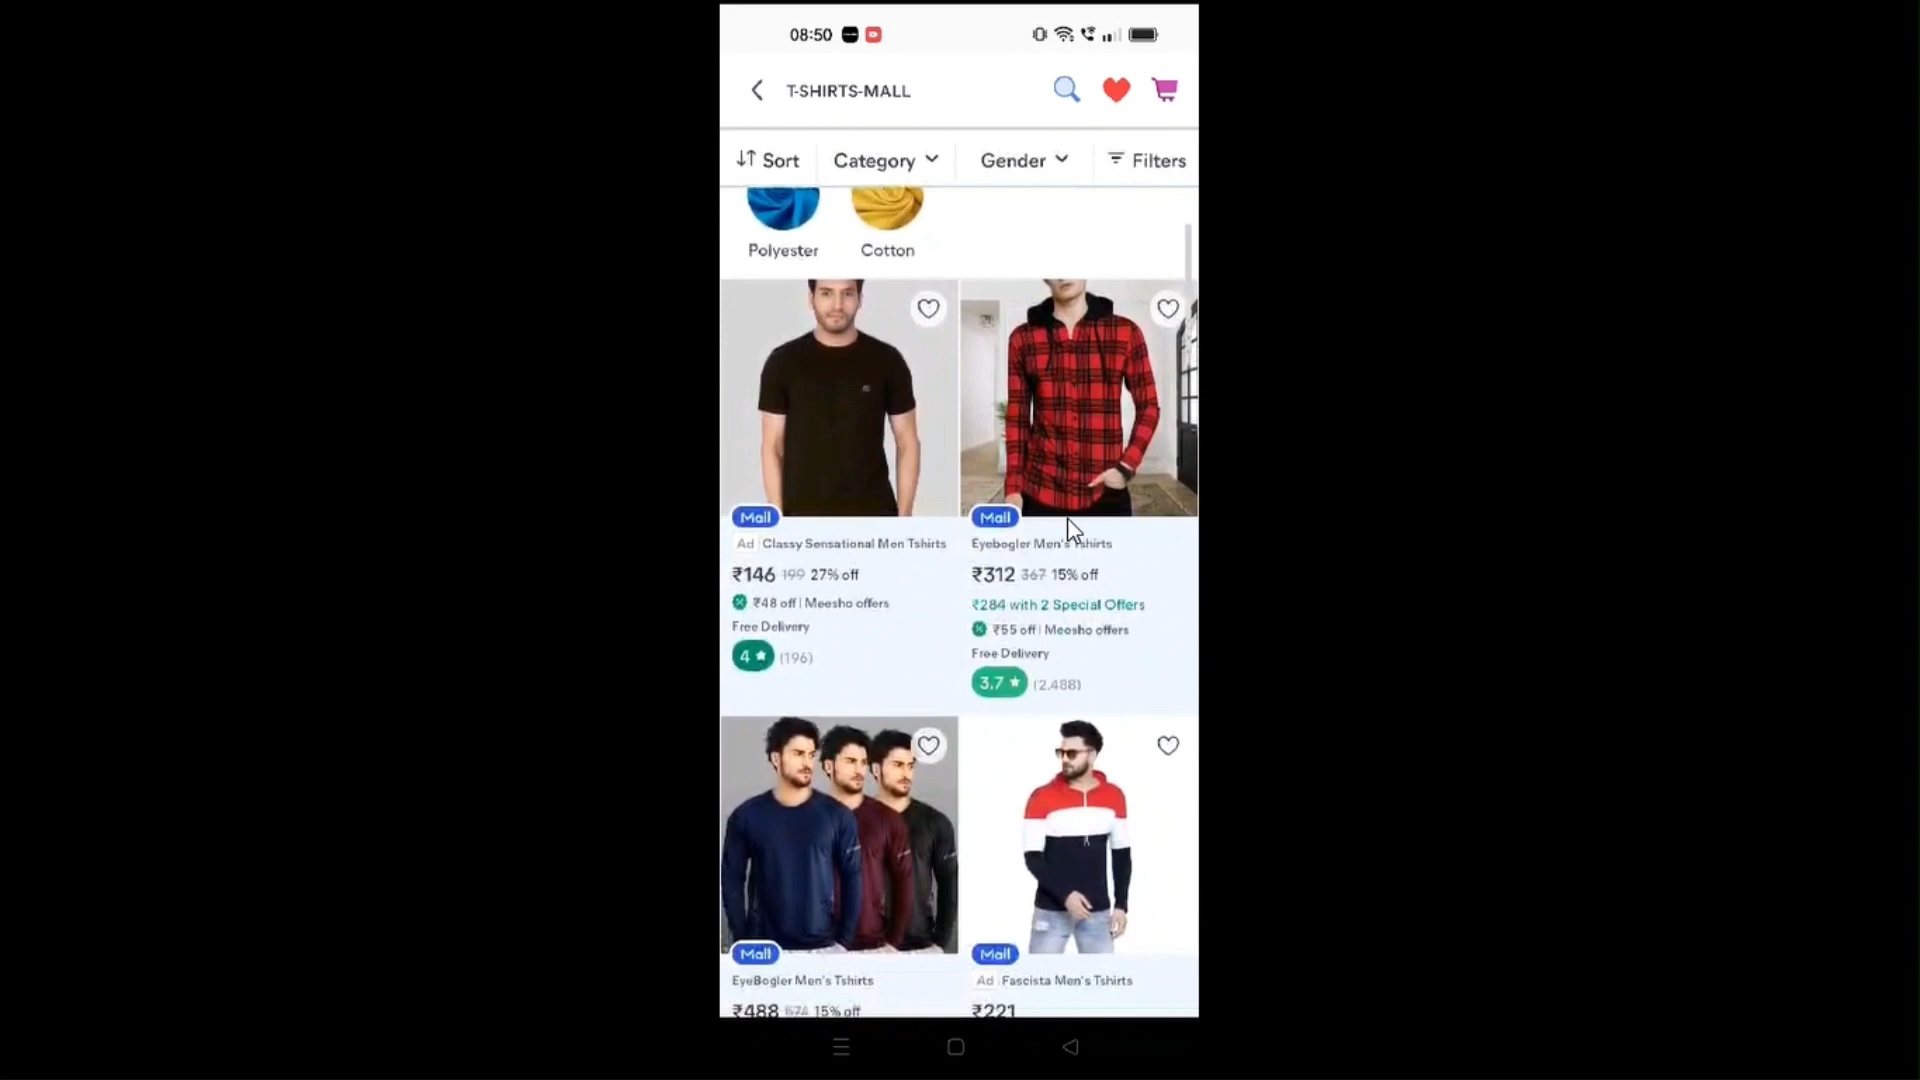 08:50
T-SHIRTS-MALL
Sort Category Gender Filters
Polyester Cotton
Mall
Ad Classy Sensational Men Tshirts
₹146 199 27% off
₹48 off | Meesho offers
Free Delivery
4 ★ (196)
Mall
Eyebogler Men's Tshirts
₹312 367 15% off
₹284 with 2 Special Offers
₹55 off | Meesho offers
Free Delivery
3.7 ★ (2,488)
Mall
EyeBogler Men's Tshirts
₹488 574 15% off
Mall
Ad Fascista Men's Tshirts
₹221